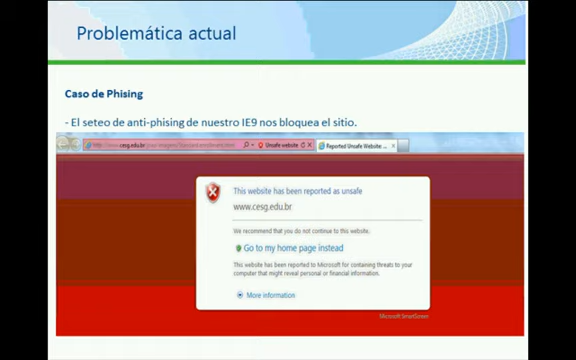 Problemática actual
Caso de Phising
- El seteo de anti-phising de nuestro IE9 nos bloquea el sitio.
Unsafe website
Reported Unsafe Website:...
This website has been reported as unsafe
www.cesg.edu.br
We recommend that you do not continue to this website.
Go to my home page instead
This website has been reported to Microsoft for containing threats to your
computer that might reveal personal or financial information.
More information
Microsoft SmartScreen